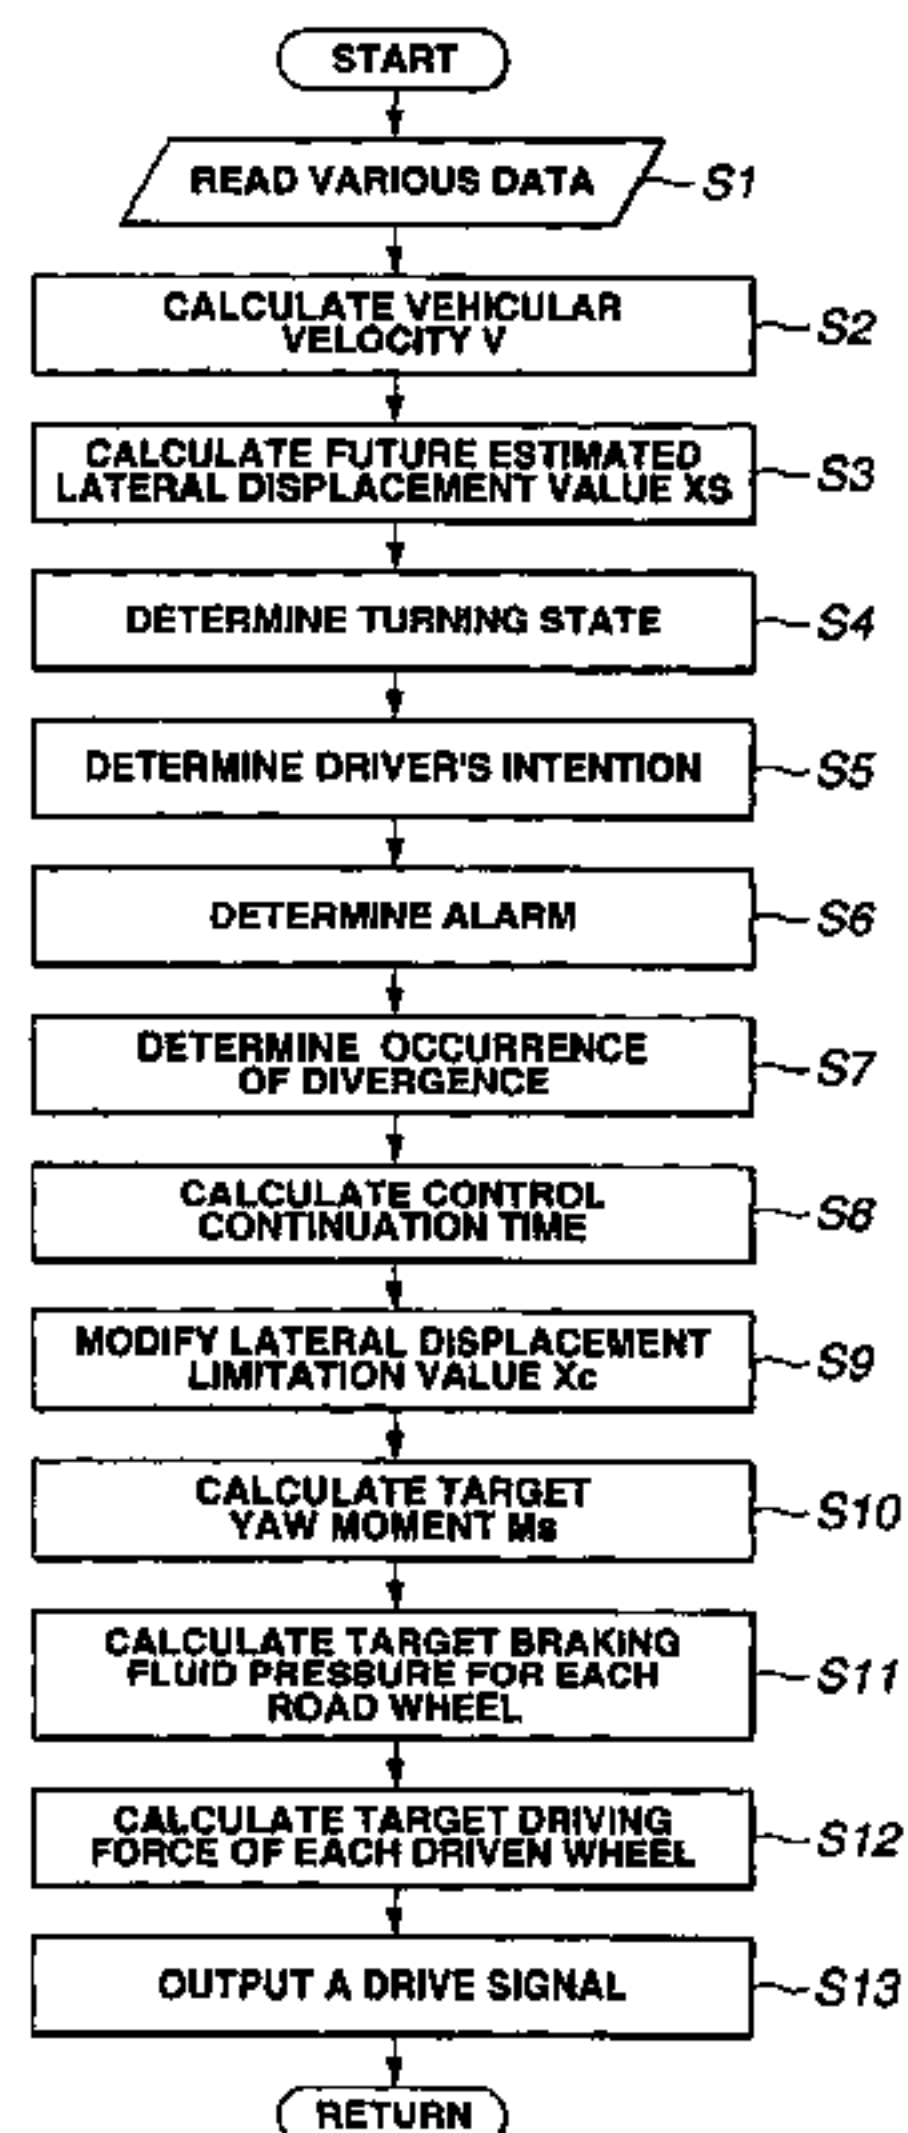 START
READ VARIOUS DATA
S1
CALCULATE VEHICULAR
VELOCITY V
S2
CALCULATE FUTURE ESTIMATED
LATERAL DISPLACEMENT VALUE XS
S3
DETERMINE TURNING STATE
S4
DETERMINE DRIVER'S INTENTION
S5
DETERMINE ALARM
S6
DETERMINE OCCURRENCE
OF DIVERGENCE
S7
CALCULATE CONTROL
CONTINUATION TIME
S8
MODIFY LATERAL DISPLACEMENT
LIMITATION VALUE Xc
S9
CALCULATE TARGET
YAW MOMENT Ms
S10
CALCULATE TARGET BRAKING
FLUID PRESSURE FOR EACH
ROAD WHEEL
S11
CALCULATE TARGET DRIVING
FORCE OF EACH DRIVEN WHEEL
S12
OUTPUT A DRIVE SIGNAL
S13
RETURN